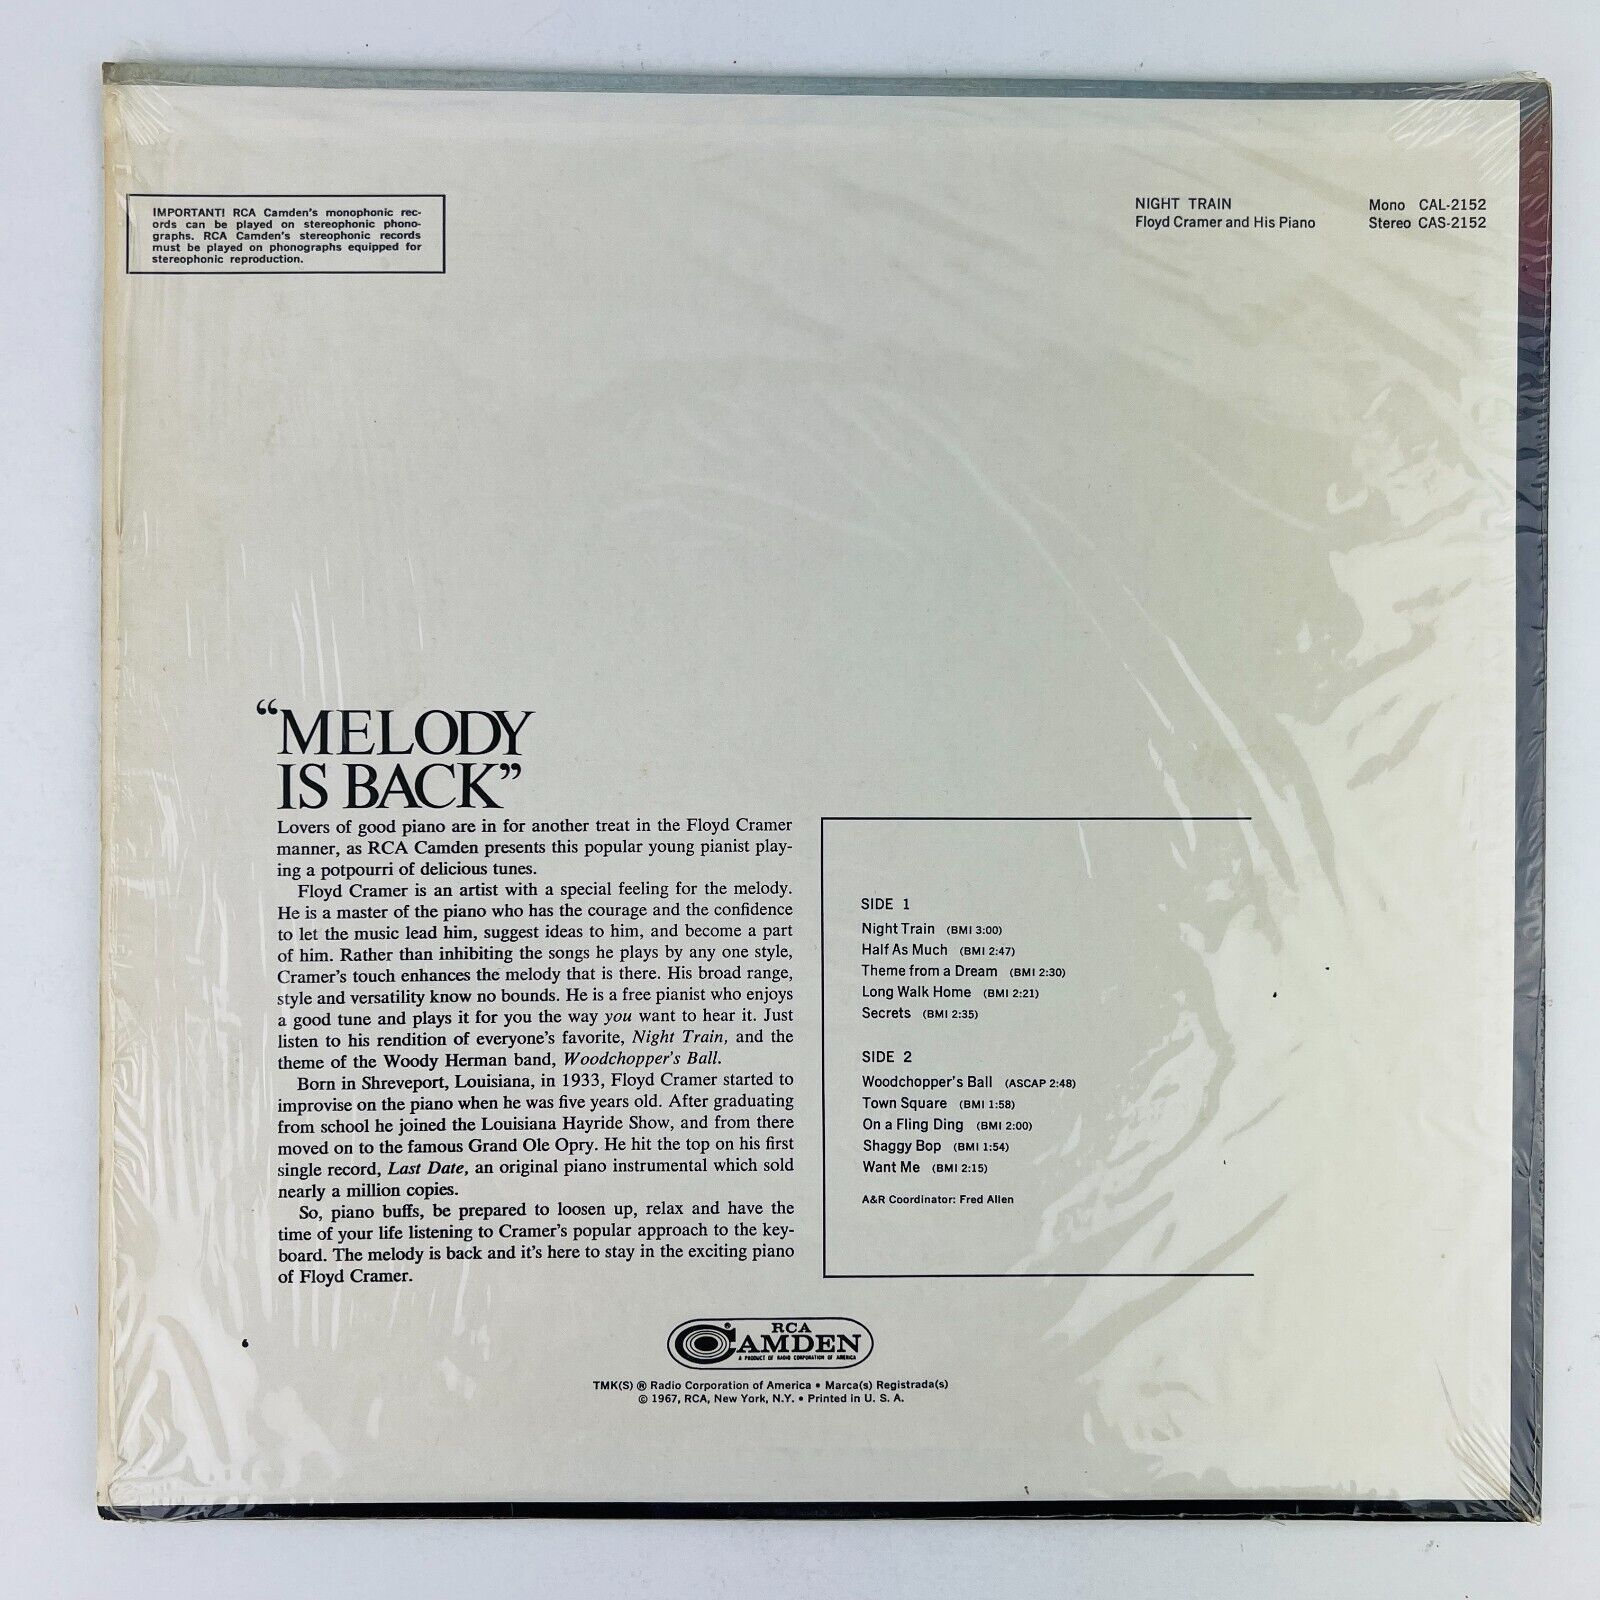 IMPORTANT! RCA Camden's monophonic rec-
ords can be played on stereophonic phono-
graphs. RCA Camden's stereophonic records
must be played on phonographs equipped for
stereophonic reproduction.
NIGHT TRAIN
Floyd Cramer and His Piano
Mono CAL-2152
Stereo CAS-2152
“MELODY
IS BACK”
Lovers of good piano are in for another treat in the Floyd Cramer
manner, as RCA Camden presents this popular young pianist play-
ing a potpourri of delicious tunes.
Floyd Cramer is an artist with a special feeling for the melody.
He is a master of the piano who has the courage and the confidence
to let the music lead him, suggest ideas to him, and become a part
of him. Rather than inhibiting the songs he plays by any one style,
Cramer's touch enhances the melody that is there. His broad range,
style and versatility know no bounds. He is a free pianist who enjoys
a good tune and plays it for you the way you want to hear it. Just
listen to his rendition of everyone's favorite, Night Train, and the
theme of the Woody Herman band, Woodchopper's Ball.
Born in Shreveport, Louisiana, in 1933, Floyd Cramer started to
improvise on the piano when he was five years old. After graduating
from school he joined the Louisiana Hayride Show, and from there
moved on to the famous Grand Ole Opry. He hit the top on his first
single record, Last Date, an original piano instrumental which sold
nearly a million copies.
So, piano buffs, be prepared to loosen up, relax and have the
time of your life listening to Cramer's popular approach to the key-
board. The melody is back and it's here to stay in the exciting piano
of Floyd Cramer.
SIDE 1
Night Train (BMI 3:00)
Half As Much (BMI 2:47)
Theme from a Dream (BMI 2:30)
Long Walk Home (BMI 2:21)
Secrets (BMI 2:35)
SIDE 2
Woodchopper's Ball (ASCAP 2:48)
Town Square (BMI 1:58)
On a Fling Ding (BMI 2:00)
Shaggy Bop (BMI 1:54)
Want Me (BMI 2:15)
A&R Coordinator: Fred Allen
RCA
CAMDEN®
A PRODUCT OF RADIO CORPORATION OF AMERICA
TMK(S) ® Radio Corporation of America • Marca(s) Registrada(s)
© 1967, RCA, New York, N.Y. • Printed in U. S. A.